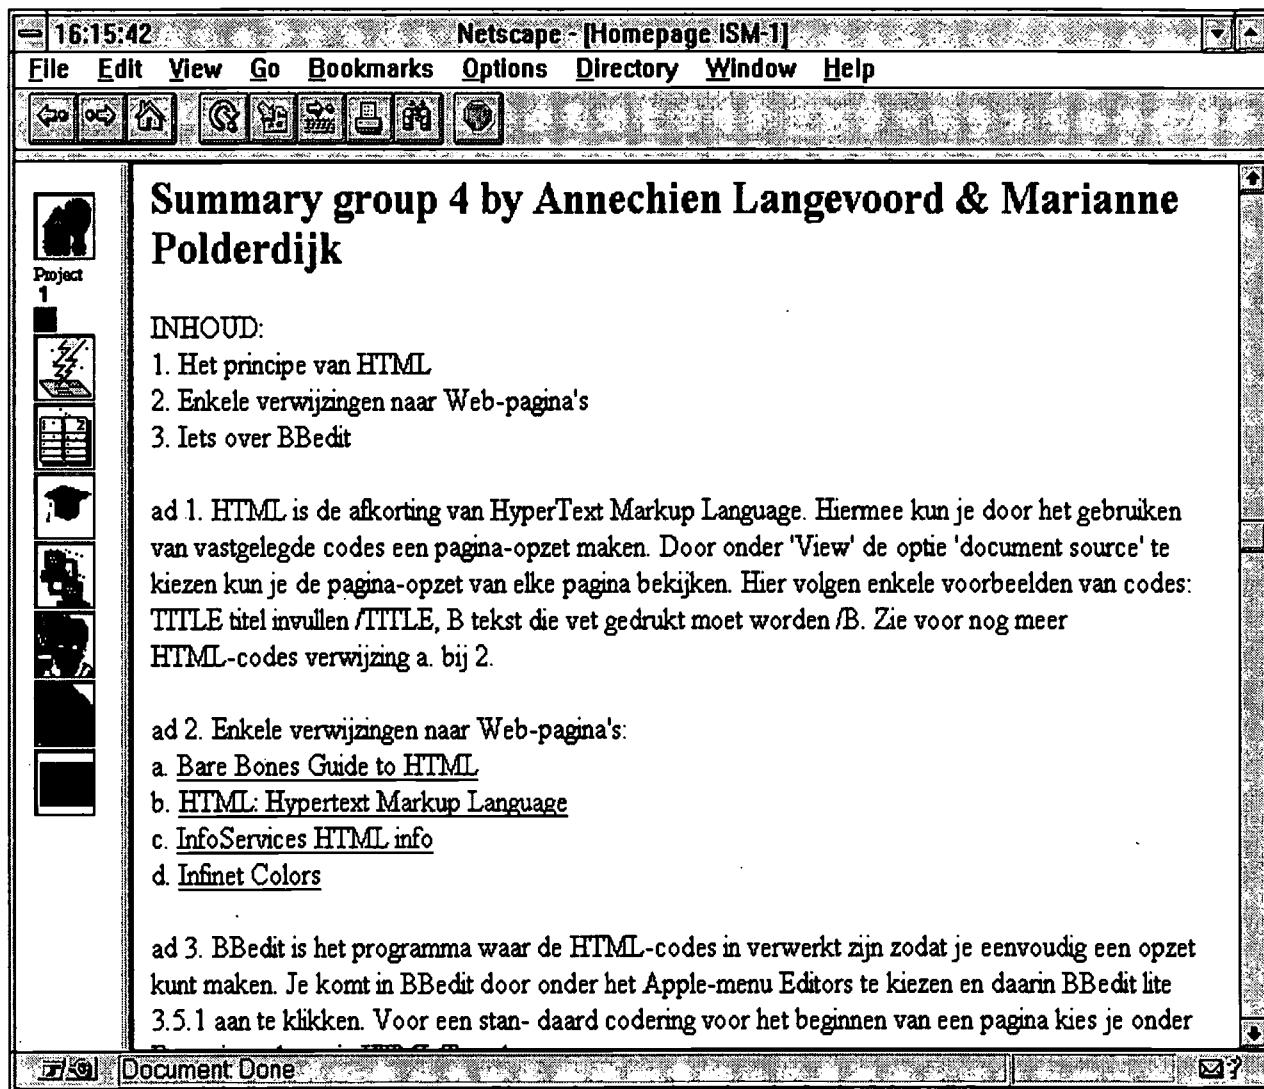 16:15:42 Netscape - [Homepage ISM-1]
File Edit View Go Bookmarks Options Directory Window Help
Project
1
Summary group 4 by Annechien Langevoord & Marianne
Polderdijk
INHOUD:
1. Het principe van HTML
2. Enkele verwijzingen naar Web-pagina's
3. Iets over BBedit
ad 1. HTML is de afkorting van HyperText Markup Language. Hiermee kun je door het gebruiken
van vastgelegde codes een pagina-opzet maken. Door onder 'View' de optie 'document source' te
kiezen kun je de pagina-opzet van elke pagina bekijken. Hier volgen enkele voorbeelden van codes:
TITLE titel invullen /TITLE, B tekst die vet gedrukt moet worden /B. Zie voor nog meer
HTML-codes verwijzing a. bij 2.
ad 2. Enkele verwijzingen naar Web-pagina's:
a. Bare Bones Guide to HTML
b. HTML: Hypertext Markup Language
c. InfoServices HTML info
d. Infinet Colors
ad 3. BBedit is het programma waar de HTML-codes in verwerkt zijn zodat je eenvoudig een opzet
kunt maken. Je komt in BBedit door onder het Apple-menu Editors te kiezen en daarin BBedit lite
3.5.1 aan te klikken. Voor een stan- daard codering voor het beginnen van een pagina kies je onder
Document: Done